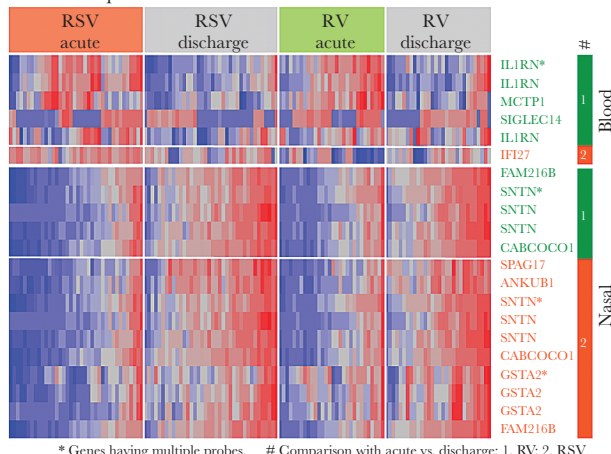 RSV
acute
RSV
discharge
RV
acute
RV
discharge
#
IL1RN*
IL1RN
MCTP1
SIGLEC14
IL1RN
IFI27
FAM216B
SNTN*
SNTN
SNTN
CABCOCO1
SPAG17
ANKUB1
SNTN*
SNTN
SNTN
CABCOCO1
GSTA2*
GSTA2
GSTA2
FAM216B
1
2
1
2
Blood
Nasal
* Genes having multiple probes # Comparison with acute vs. discharge: 1, RV; 2, RSV